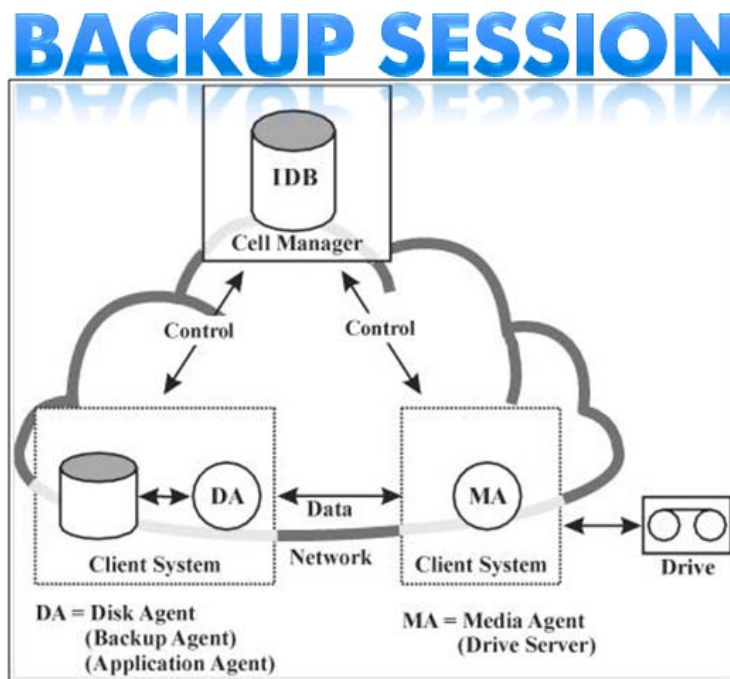 BACKUP SESSION
IDB
Cell Manager
Control
Control
DA
Data
MA
Client System
Network
Client System
Drive
DA = Disk Agent
(Backup Agent)
(Application Agent)
MA = Media Agent
(Drive Server)